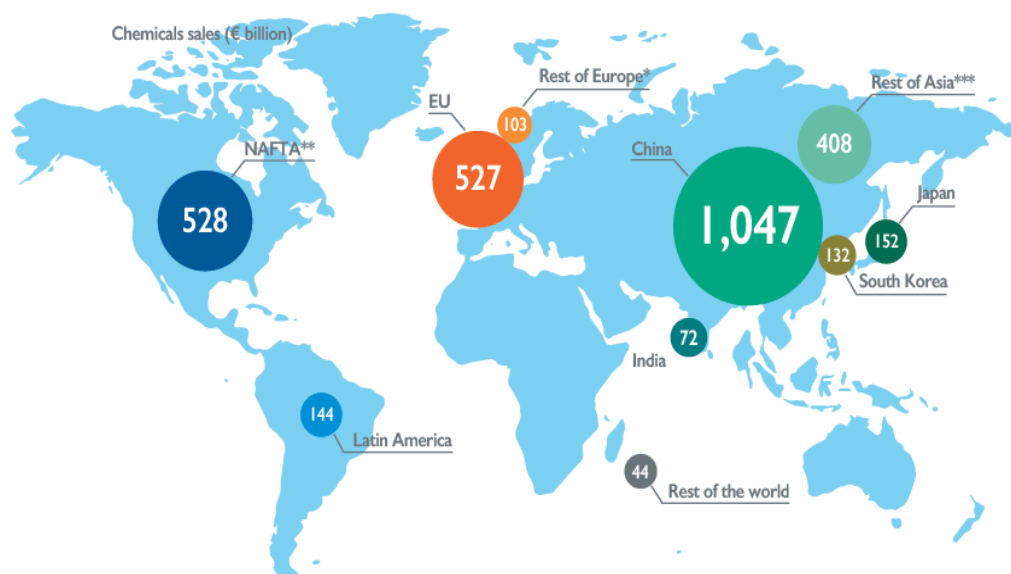 Chemicals sales (€ billion)
Rest of Europe*
103
EU
527
Rest of Asia***
408
NAFTA**
528
China
1,047
Japan
152
132
South Korea
72
India
144
Latin America
44
Rest of the world